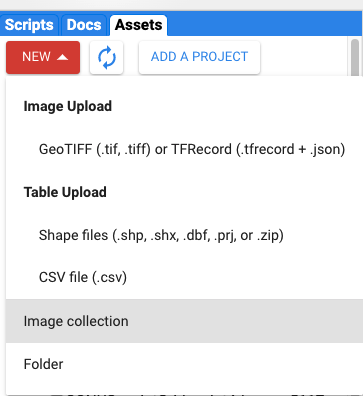 Scripts Docs Assets
NEW ADD A PROJECT
Image Upload
GeoTIFF (.tif, .tiff) or TFRecord (.tfrecord + .json)
Table Upload
Shape files (.shp, .shx, .dbf, .prj, or .zip)
CSV file (.csv)
Image collection
Folder